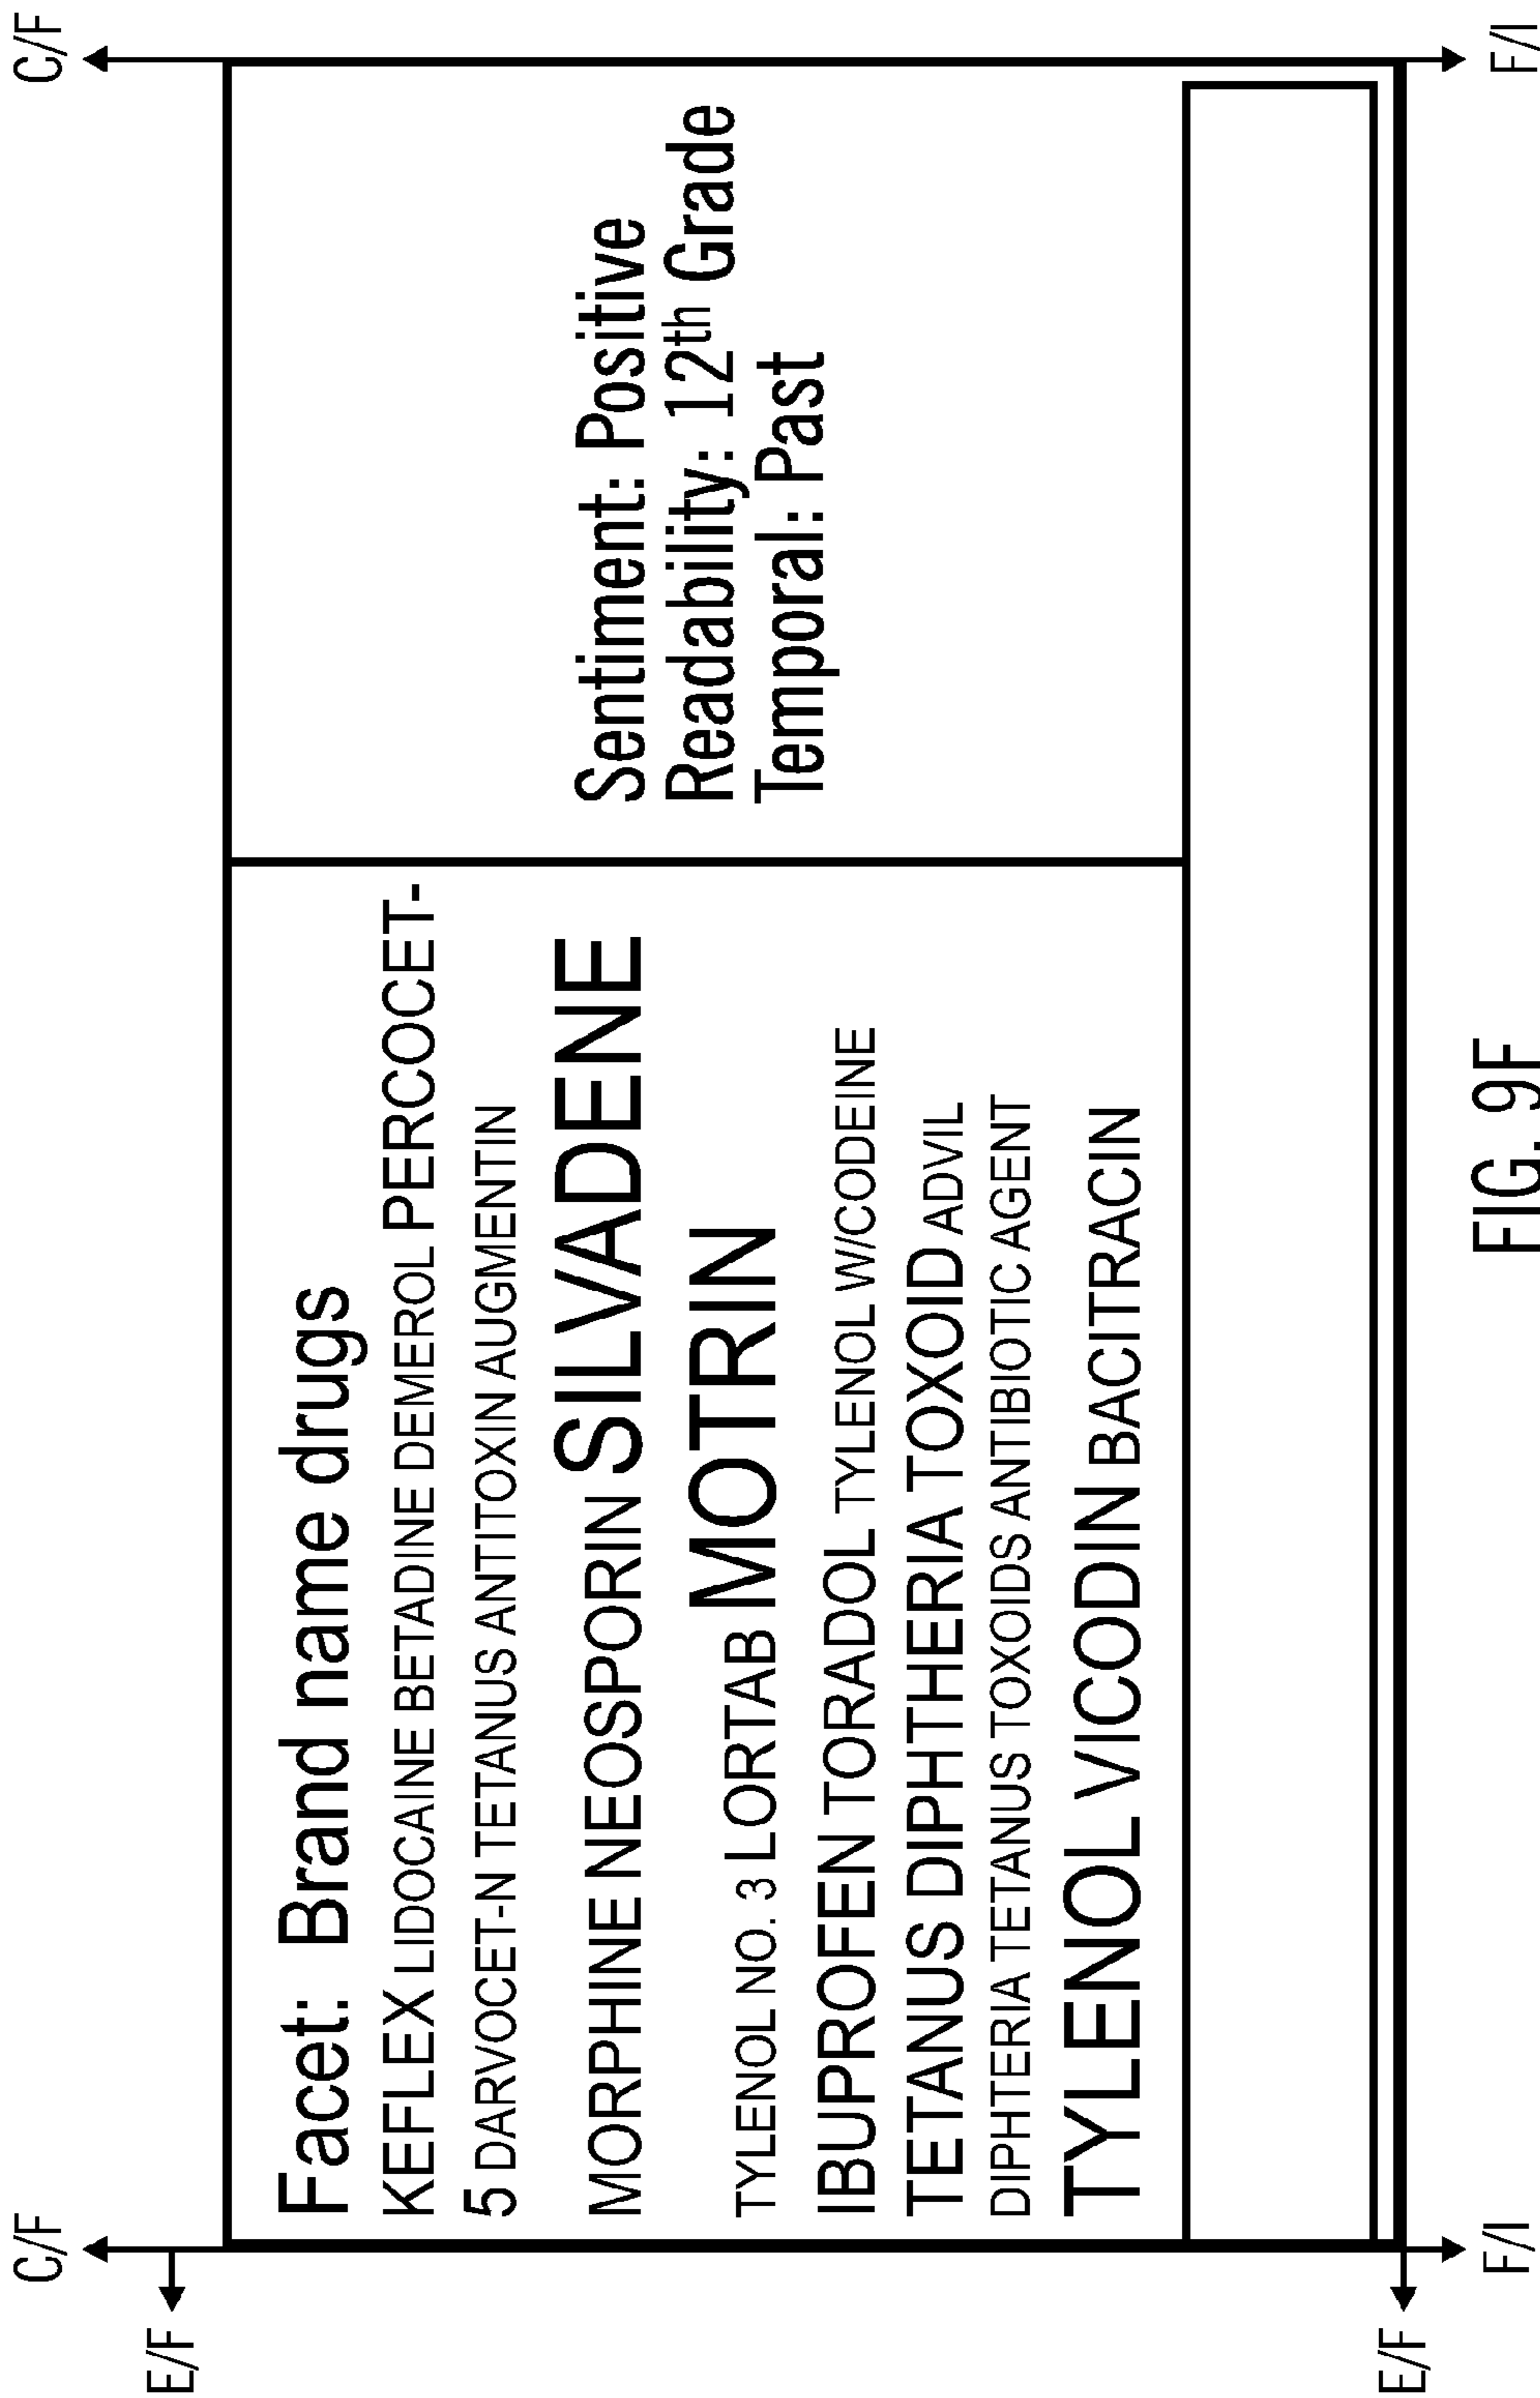 C/F
C/F
E/F
Facet: Brand name drugs
KEFLEX LIDOCAINE BETADINE DEMEROL PERCOCET-
5 DARVOCET-N TETANUS ANTITOXIN AUGMENTIN
MORPHINE NEOSPORIN SILVADENE
TYLENOL NO. 3 LORTAB MOTRIN
IBUPROFEN TORADOL TYLENOL W/CODEINE
TETANUS DIPHTHERIA TOXOID ADVIL
DIPHTERIA TETANUS TOXOIDS ANTIBIOTIC AGENT
TYLENOL VICODIN BACITRACIN
Sentiment: Positive
Readability: 12th Grade
Temporal: Past
E/F
F/I
F/I
FIG. 9F